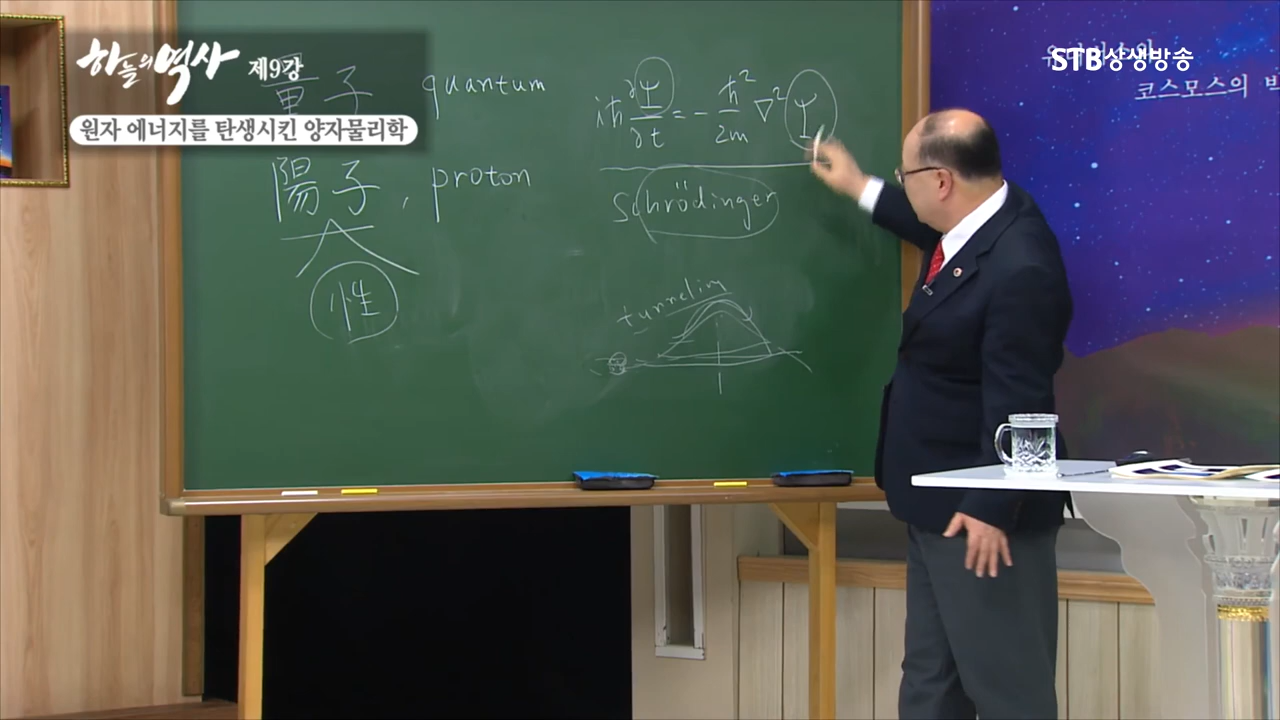 하늘의 역사 제9강
원자 에너지를 탄생시킨 양자물리학
STB상생방송
코스모스의
量子 quantum
陽子, proton
性
iħ ∂Ψ/∂t = - ħ²/2m ∇²Ψ
Schrödinger
tunneling